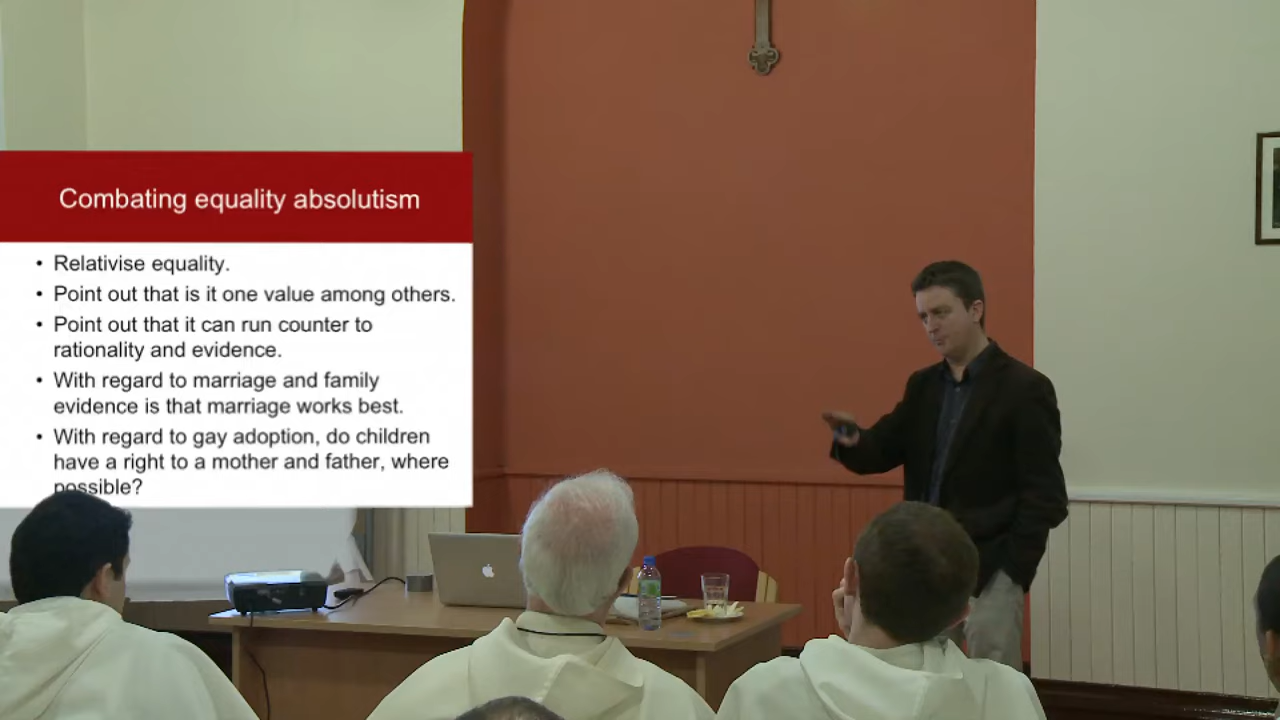 Combating equality absolutism
• Relativise equality.
• Point out that is it one value among others.
• Point out that it can run counter to
rationality and evidence.
• With regard to marriage and family
evidence is that marriage works best.
• With regard to gay adoption, do children
have a right to a mother and father, where
possible?